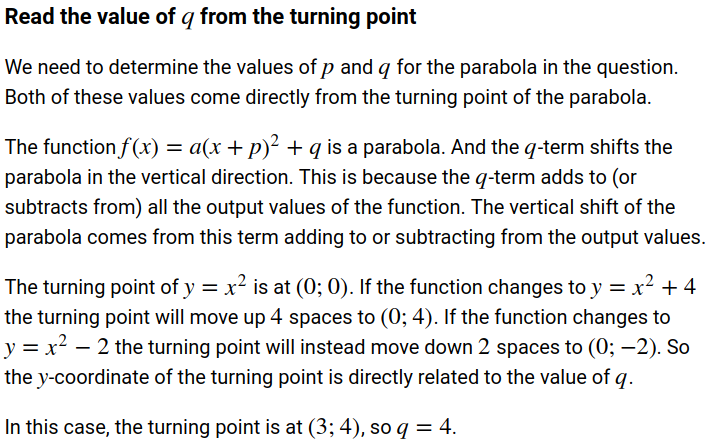 Read the value of q from the turning point
We need to determine the values of p and q for the parabola in the question.
Both of these values come directly from the turning point of the parabola.
The function f(x) = a(x + p)² + q is a parabola. And the q-term shifts the
parabola in the vertical direction. This is because the q-term adds to (or
subtracts from) all the output values of the function. The vertical shift of the
parabola comes from this term adding to or subtracting from the output values.
The turning point of y = x² is at (0; 0). If the function changes to y = x² + 4
the turning point will move up 4 spaces to (0; 4). If the function changes to
y = x² − 2 the turning point will instead move down 2 spaces to (0; −2). So
the y-coordinate of the turning point is directly related to the value of q.
In this case, the turning point is at (3; 4), so q = 4.